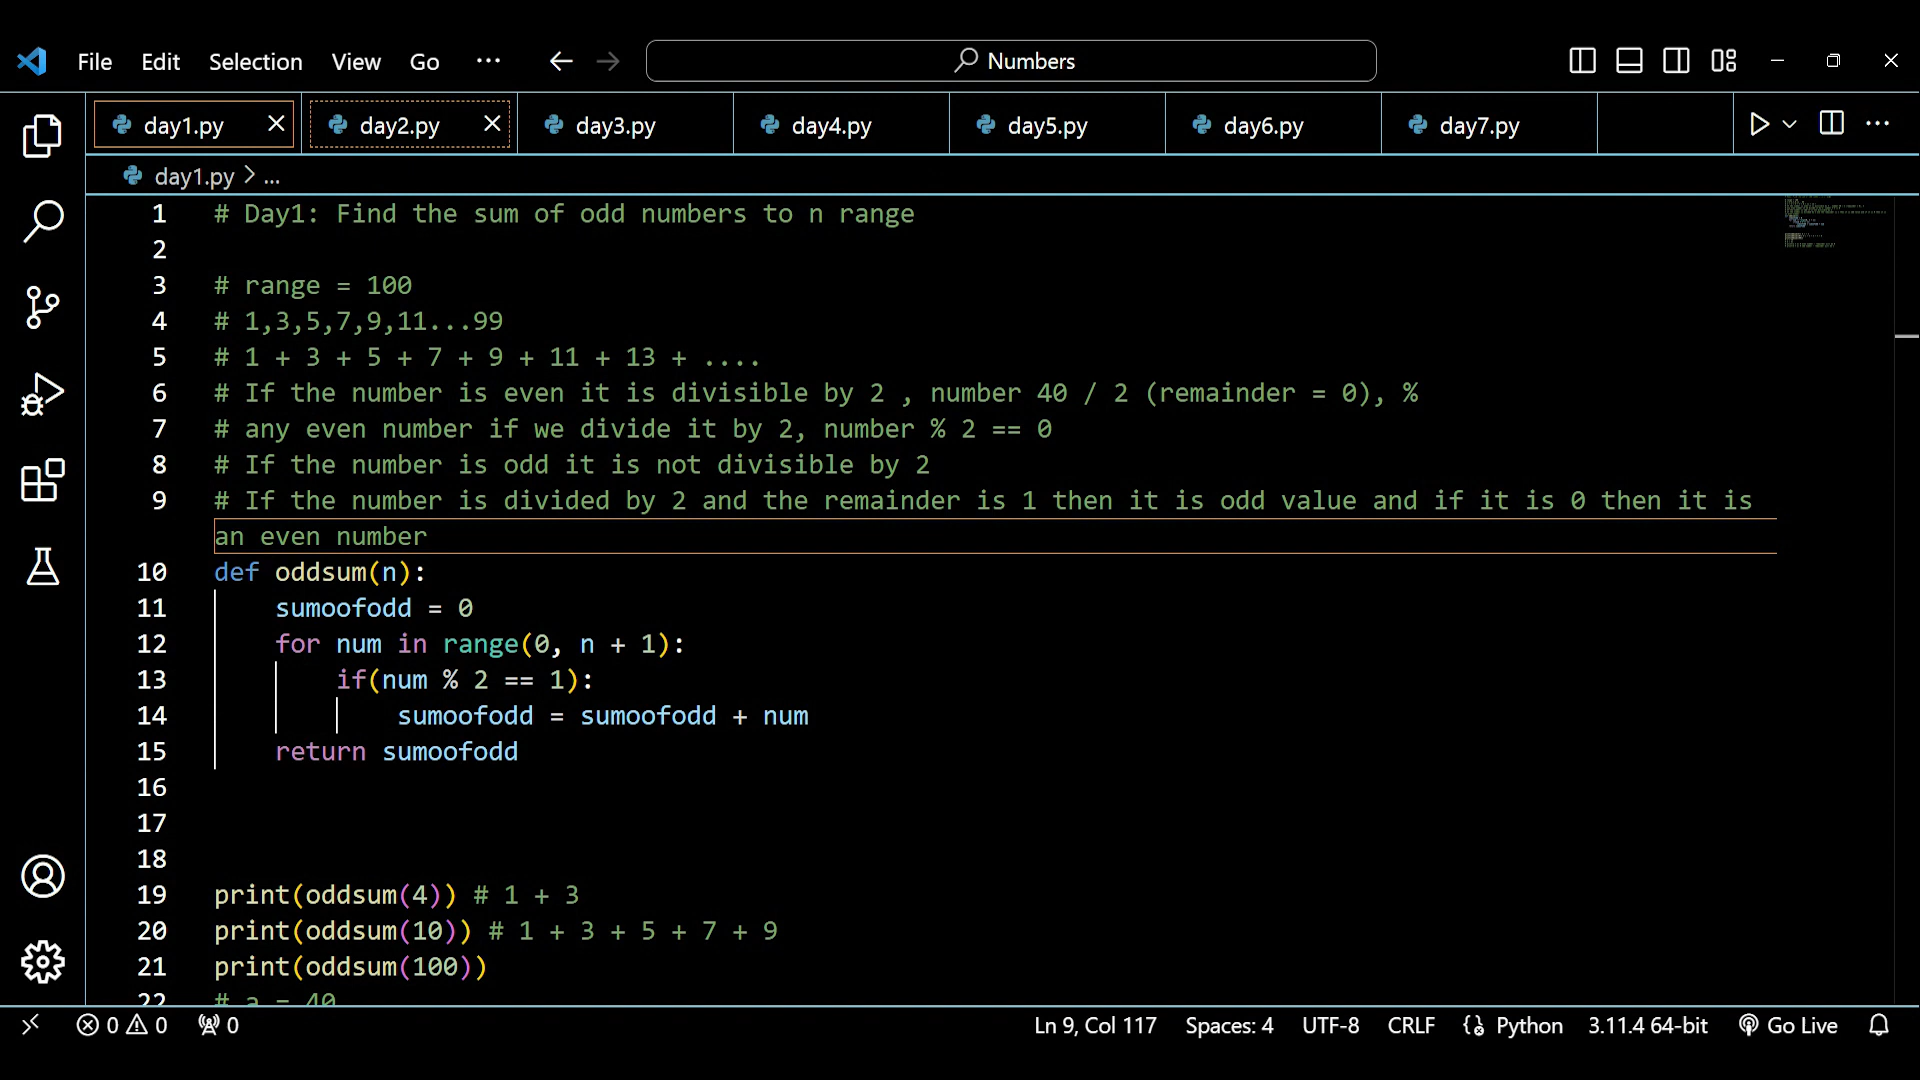 File Edit Selection View Go ... Numbers
day1.py day2.py day3.py day4.py day5.py day6.py day7.py
day1.py > ...
1 # Day1: Find the sum of odd numbers to n range
2
3 # range = 100
4 # 1,3,5,7,9,11...99
5 # 1 + 3 + 5 + 7 + 9 + 11 + 13 + ....
6 # If the number is even it is divisible by 2 , number 40 / 2 (remainder = 0), %
7 # any even number if we divide it by 2, number % 2 == 0
8 # If the number is odd it is not divisible by 2
9 # If the number is divided by 2 and the remainder is 1 then it is odd value and if it is 0 then it is
an even number
10 def oddsum(n):
11     sumoofodd = 0
12     for num in range(0, n + 1):
13         if(num % 2 == 1):
14             sumoofodd = sumoofodd + num
15     return sumoofodd
16
17
18
19 print(oddsum(4)) # 1 + 3
20 print(oddsum(10)) # 1 + 3 + 5 + 7 + 9
21 print(oddsum(100))
22 # a = 40
0 0 0 Ln 9, Col 117 Spaces: 4 UTF-8 CRLF Python 3.11.4 64-bit Go Live